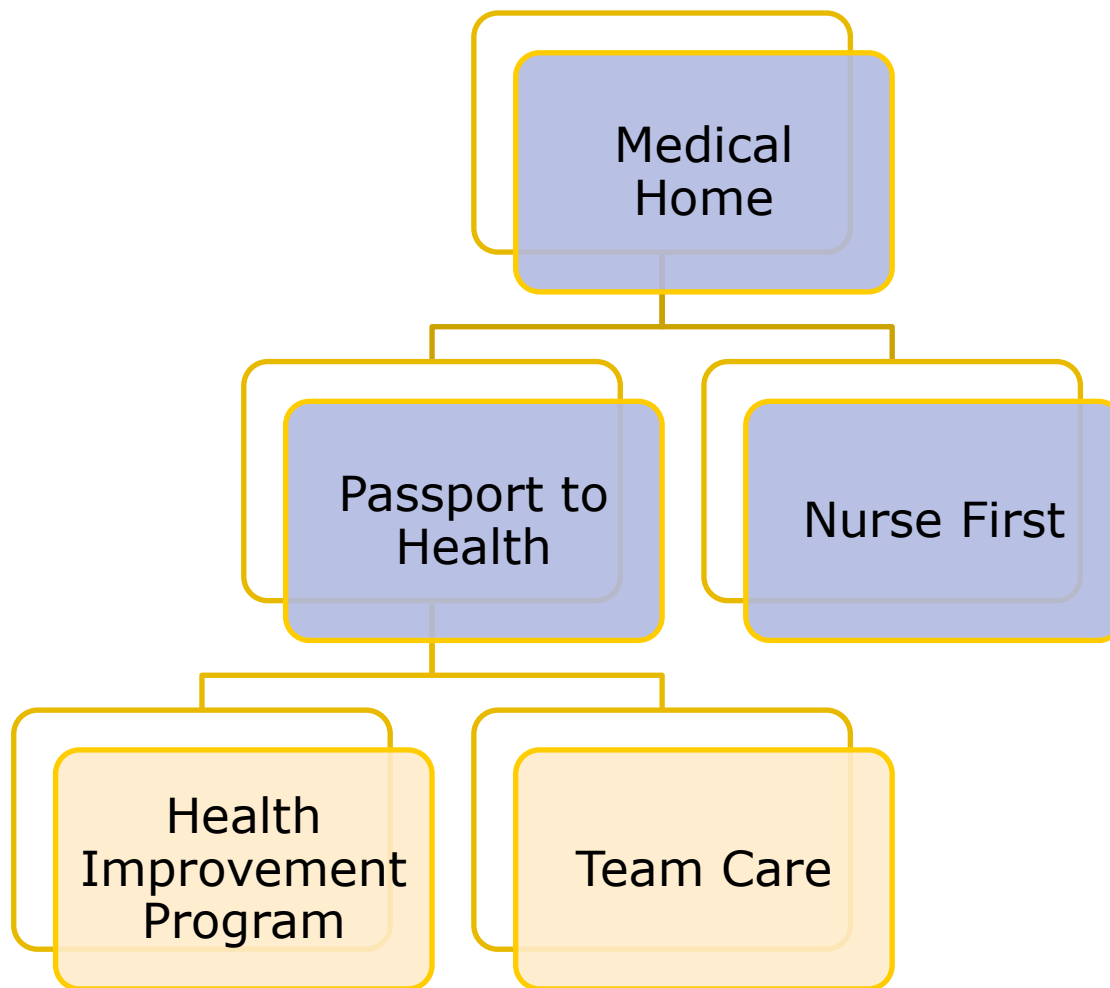 Medical
Home
Passport to
Health
Nurse First
Health
Improvement
Program
Team Care